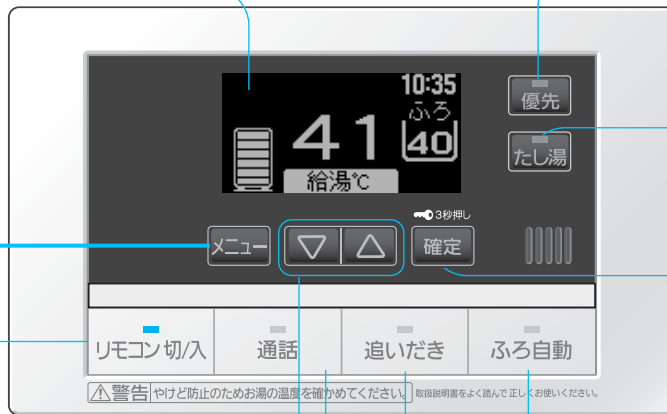 10:35
優先
ふろ
41 40
たし湯
給湯℃
3秒押し
メニュー ▽ △ 確定
リモコン 切/入 通話 追いだき ふろ自動
警告 やけど防止のためお湯の温度を確かめてください。 取扱説明書をよく読んで正しくお使いください。